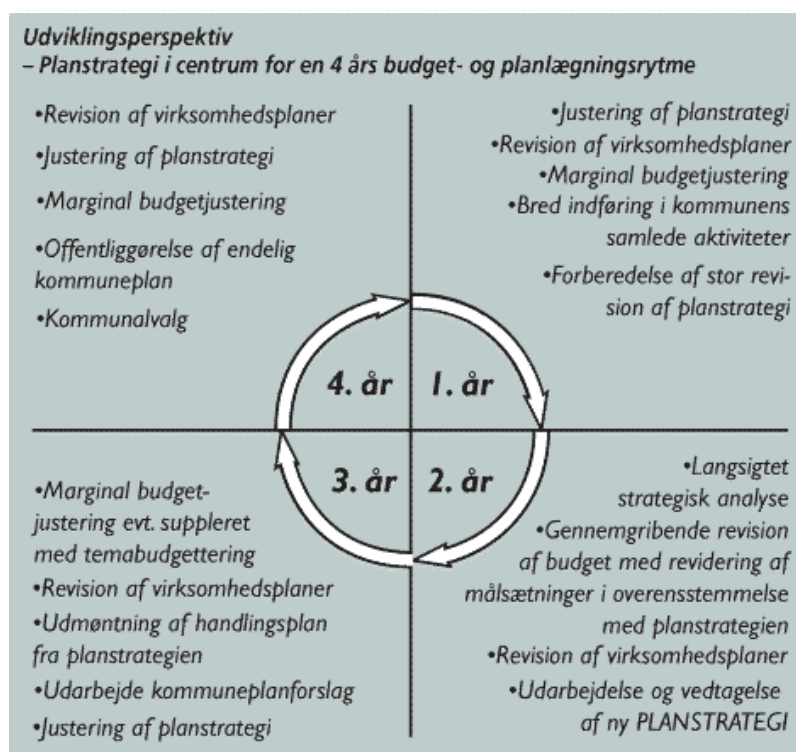 Udviklingsperspektiv
– Planstrategi i centrum for en 4 års budget- og planlægningsrytme
•Revision af virksomhedsplaner
•Justering af planstrategi
•Marginal budgetjustering
•Offentliggørelse af endelig
kommuneplan
•Kommunalvalg
•Justering af planstrategi
•Revision af virksomhedsplaner
•Marginal budgetjustering
•Bred indføring i kommunens
samlede aktiviteter
•Forberedelse af stor revi-
sion af planstrategi
4. år
1. år
3. år
2. år
•Marginal budget-
justering evt. suppleret
med temabudgettering
•Revision af virksomhedsplaner
•Udmøntning af handlingsplan
fra planstrategien
•Udarbejde kommuneplanforslag
•Justering af planstrategi
•Langsigtet
strategisk analyse
•Gennemgribende revision
af budget med revidering af
målsætninger i overensstemmelse
med planstrategien
•Revision af virksomhedsplaner
•Udarbejdelse og vedtagelse
af ny PLANSTRATEGI